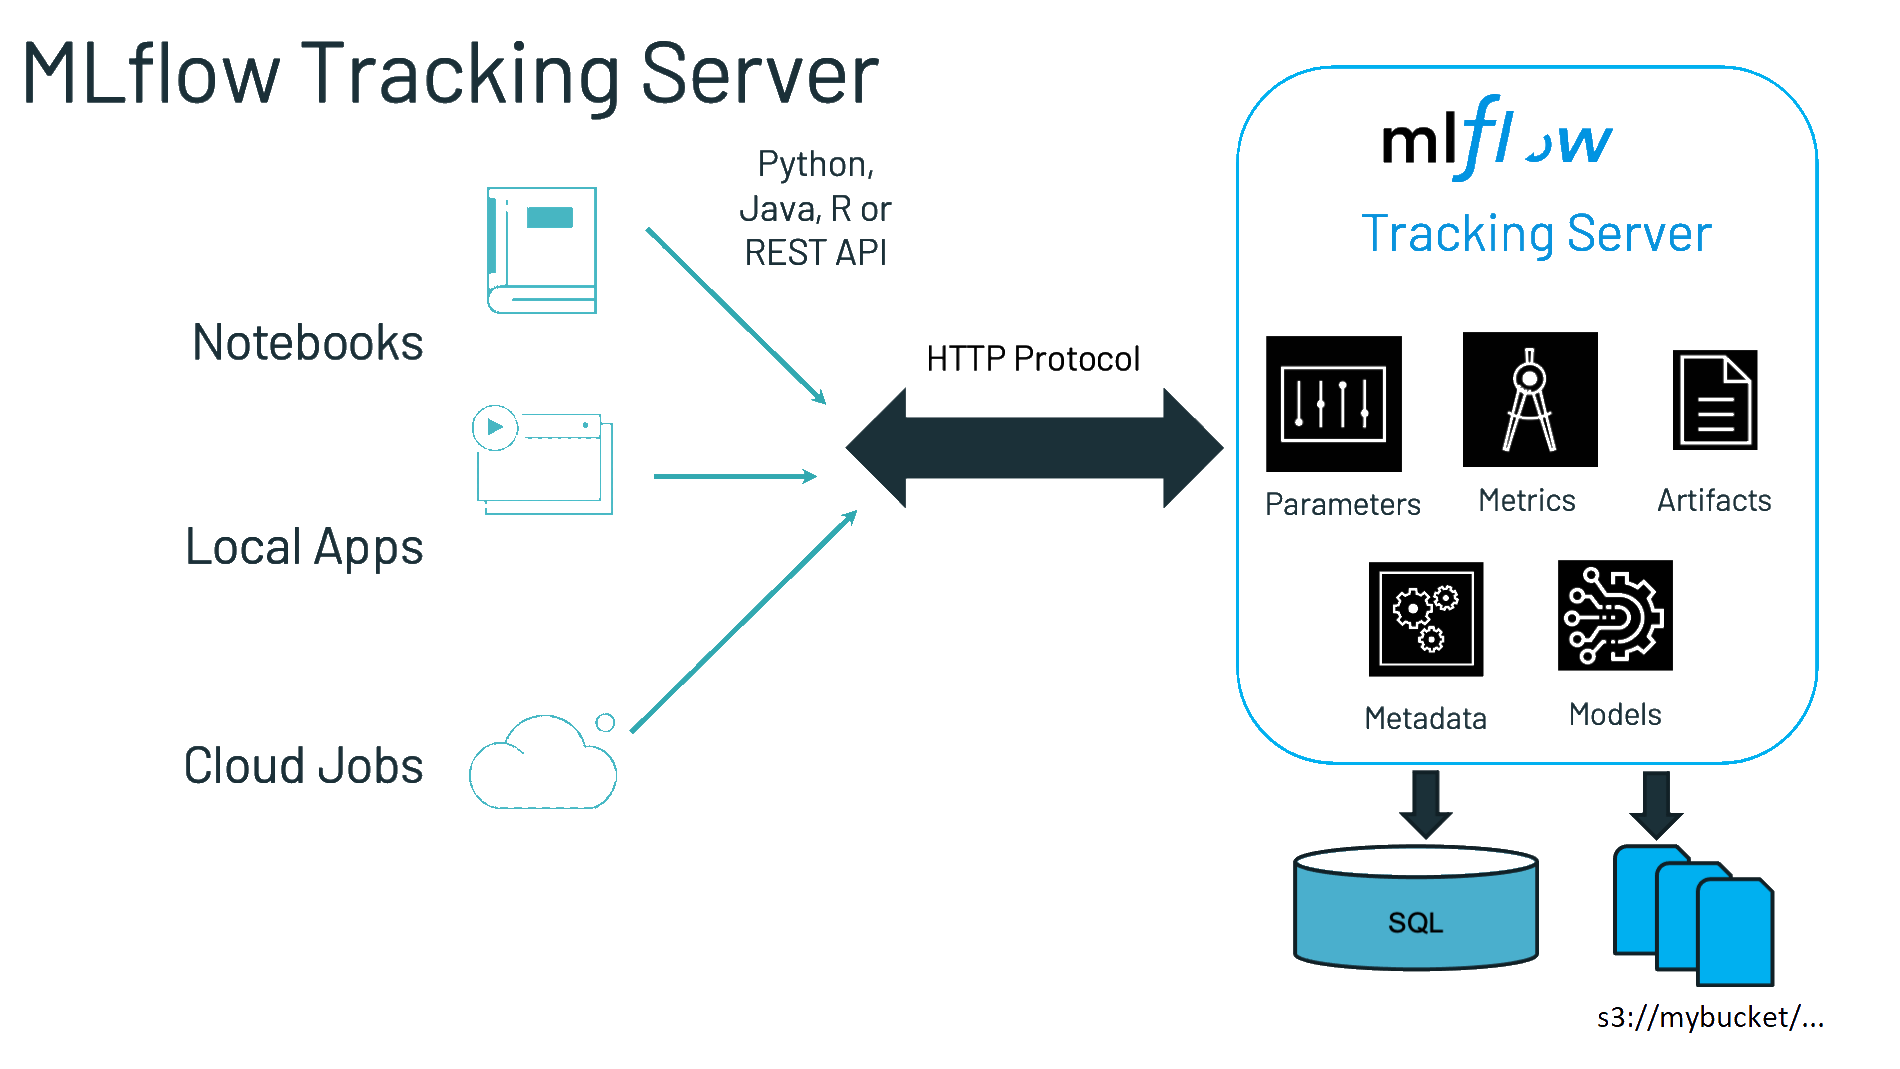 MLflow Tracking Server
Python,
Java, R or
REST API
Notebooks
Local Apps
Cloud Jobs
HTTP Protocol
mlflow
Tracking Server
Parameters
Metrics
Artifacts
Metadata
Models
SQL
s3://mybucket/...